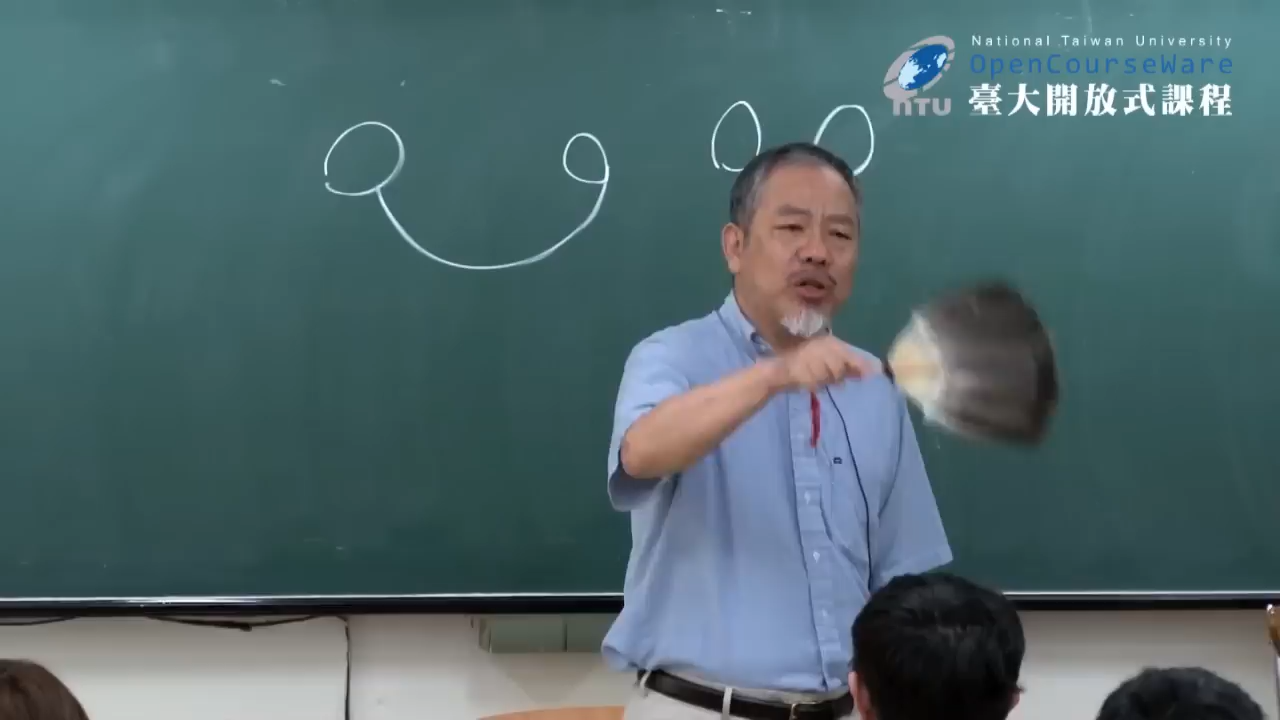 National Taiwan University
OpenCourseWare
臺大開放式課程
NTU